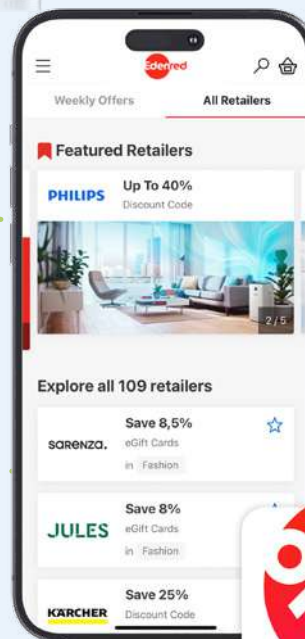 Edenred
Weekly Offers
All Retailers
Featured Retailers
PHILIPS
Up To 40%
Discount Code
2/5
Explore all 109 retailers
sarenza.
Save 8,5%
eGift Cards
in Fashion
JULES
Save 8%
eGift Cards
in Fashion
KÄRCHER
Save 25%
Discount Code